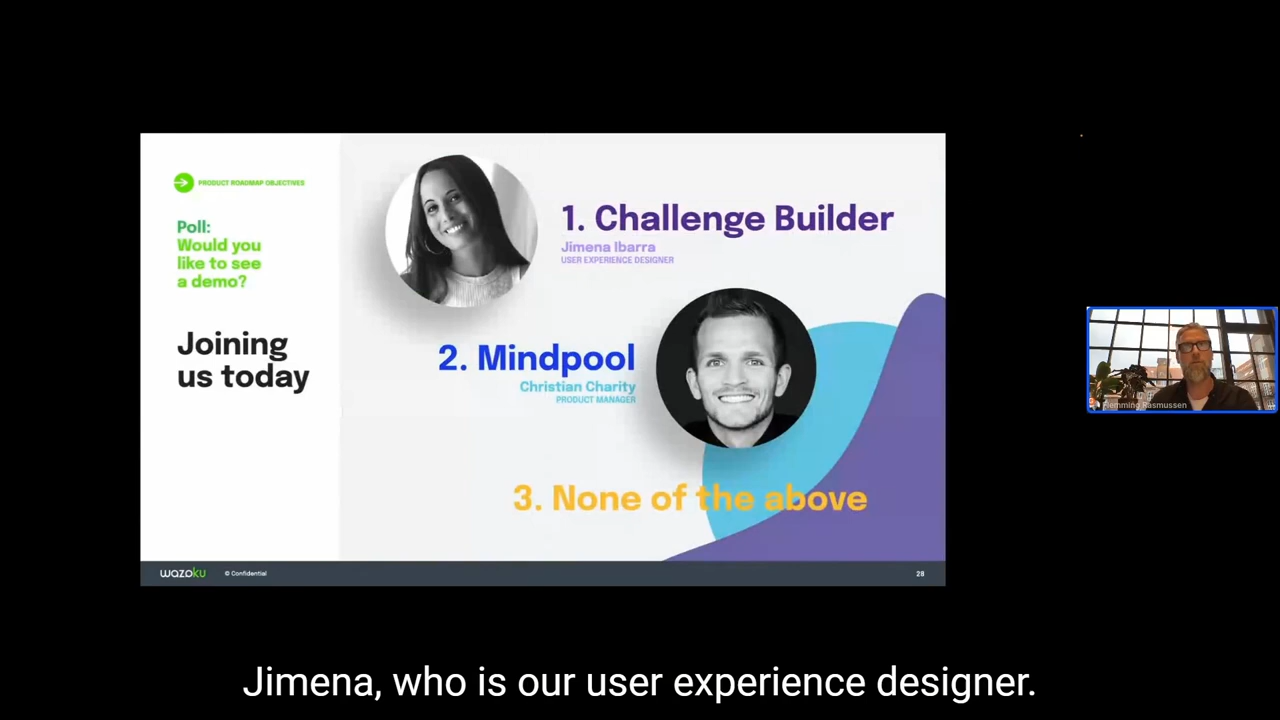 PRODUCT ROADMAP OBJECTIVES
Poll:
Would you
like to see
a demo?
Joining
us today
1. Challenge Builder
Jimena Ibarra
USER EXPERIENCE DESIGNER
2. Mindpool
Christian Charity
PRODUCT MANAGER
3. None of the above
wazoku
© Confidential
28
Flemming Rasmussen
Jimena, who is our user experience designer.